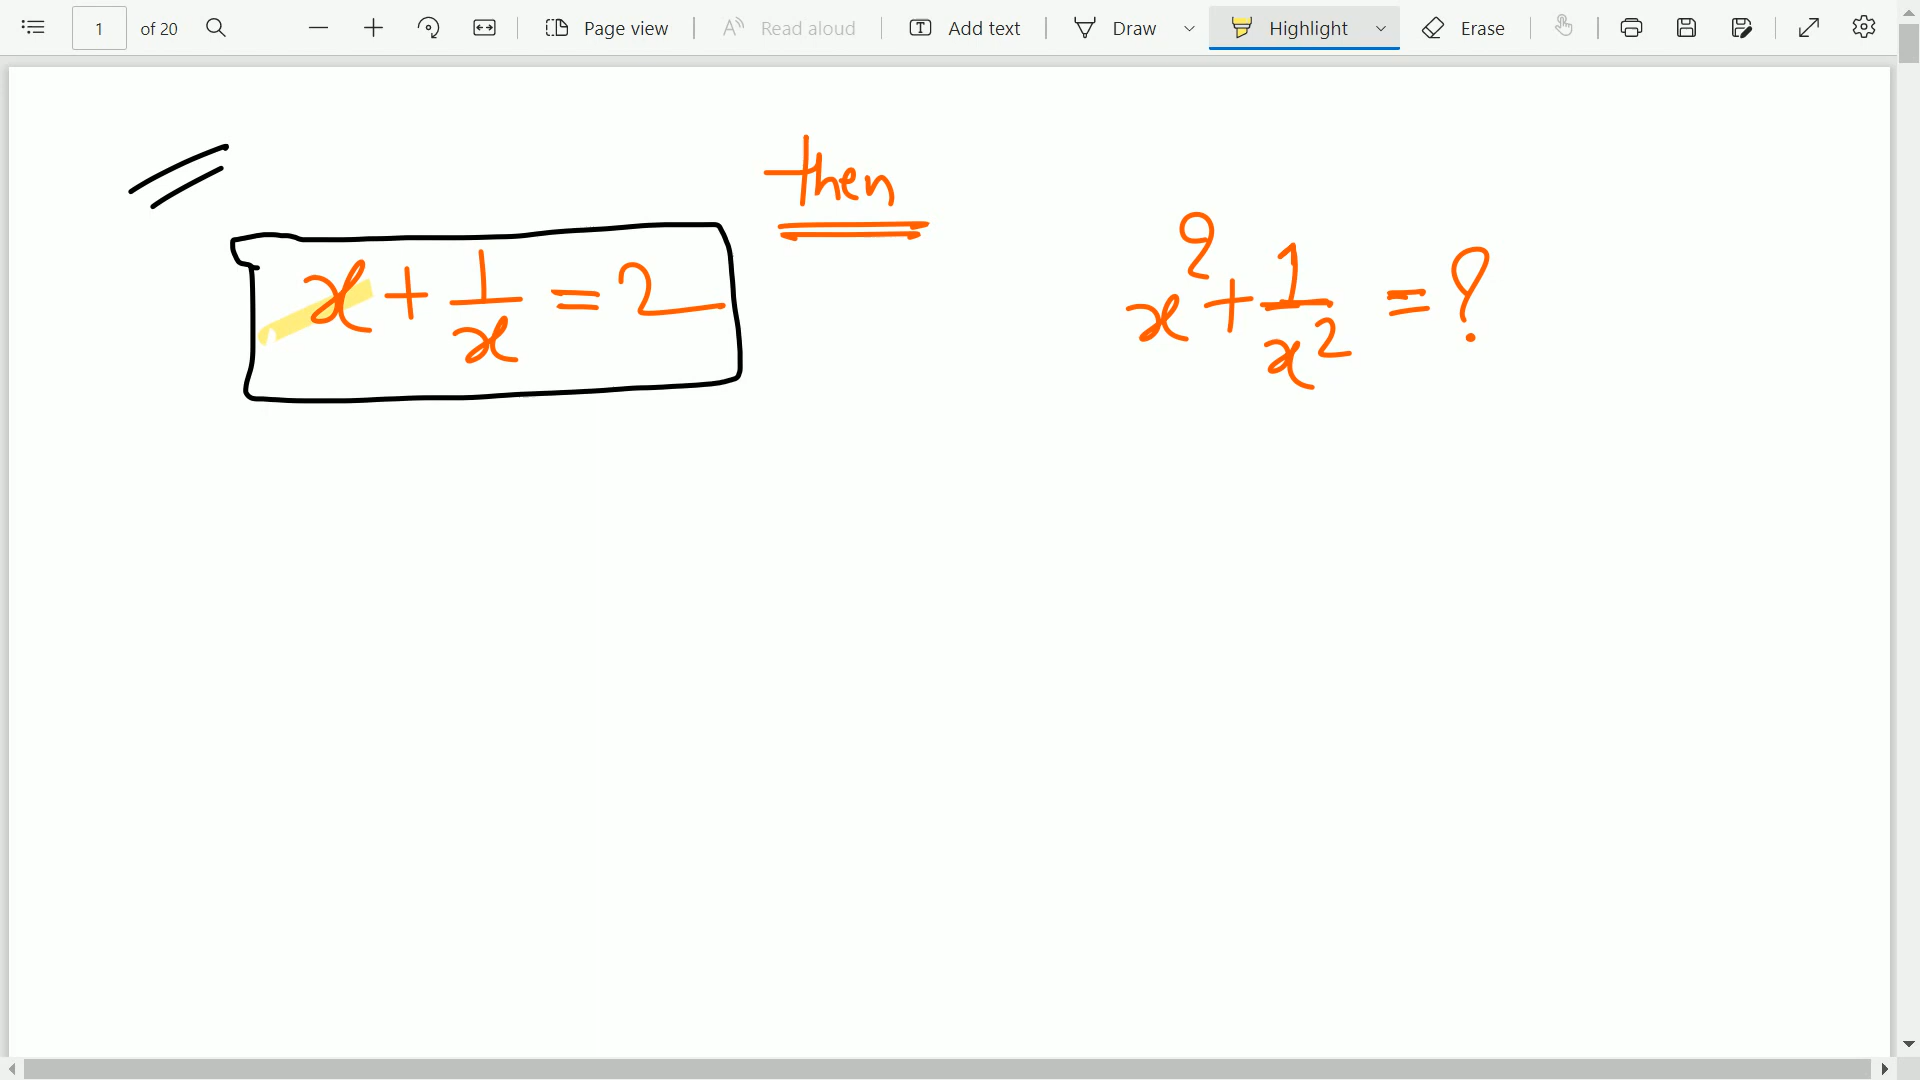 1 of 20 Page view Read aloud Add text Draw Highlight Erase
then
x + 1/x = 2
x² + 1/x² = ?